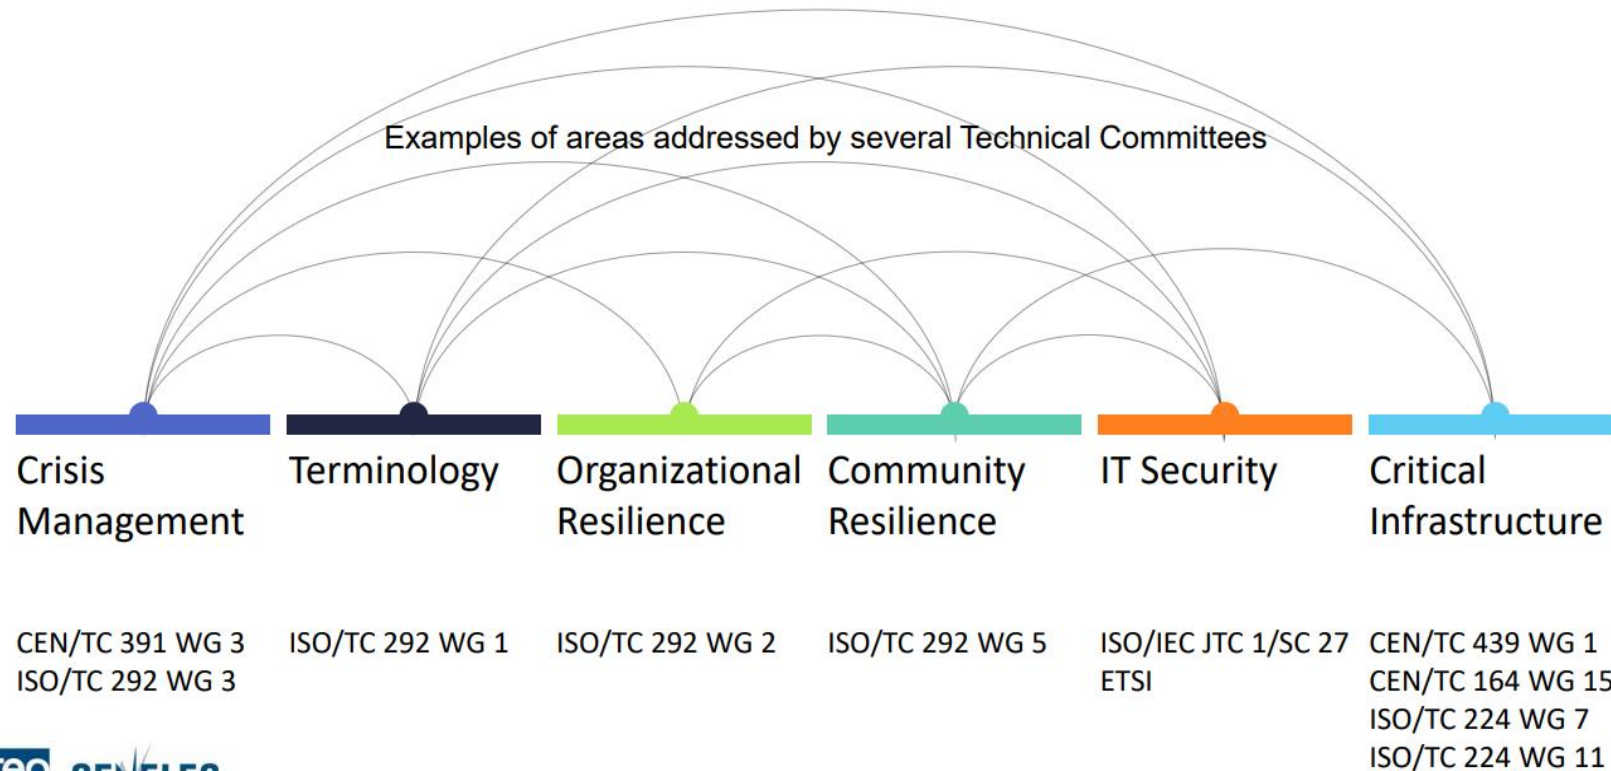 Examples of areas addressed by several Technical Committees
Crisis
Management
Terminology
Organizational
Resilience
Community
Resilience
IT Security
Critical
Infrastructure
CEN/TC 391 WG 3
ISO/TC 292 WG 3
ISO/TC 292 WG 1
ISO/TC 292 WG 2
ISO/TC 292 WG 5
ISO/IEC JTC 1/SC 27
ETSI
CEN/TC 439 WG 1
CEN/TC 164 WG 15
ISO/TC 224 WG 7
ISO/TC 224 WG 11